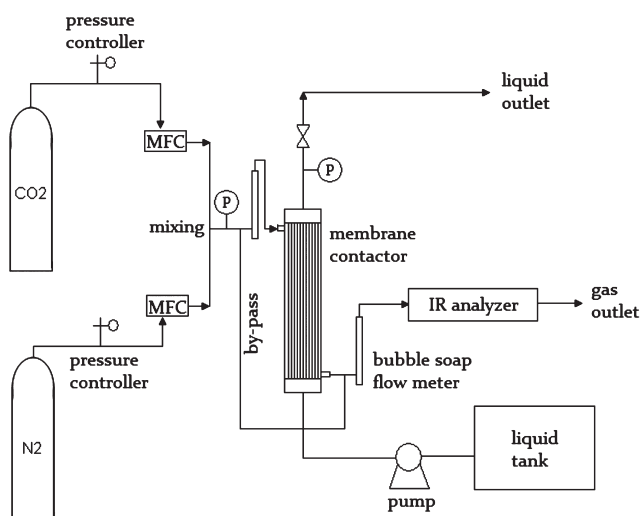 pressure
controller
liquid
outlet
MFC
CO2
P
P
mixing
membrane
contactor
MFC
by-pass
IR analyzer
gas
outlet
pressure
controller
bubble soap
flow meter
N2
liquid
tank
pump